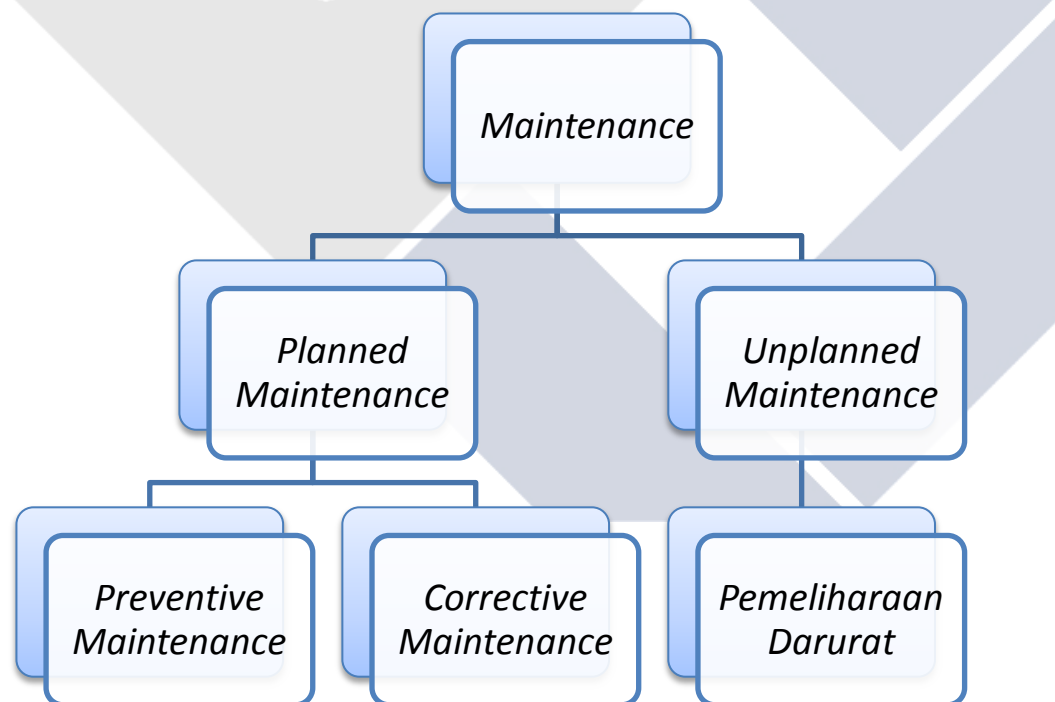 Maintenance
Planned
Maintenance
Unplanned
Maintenance
Preventive
Maintenance
Corrective
Maintenance
Pemeliharaan
Darurat